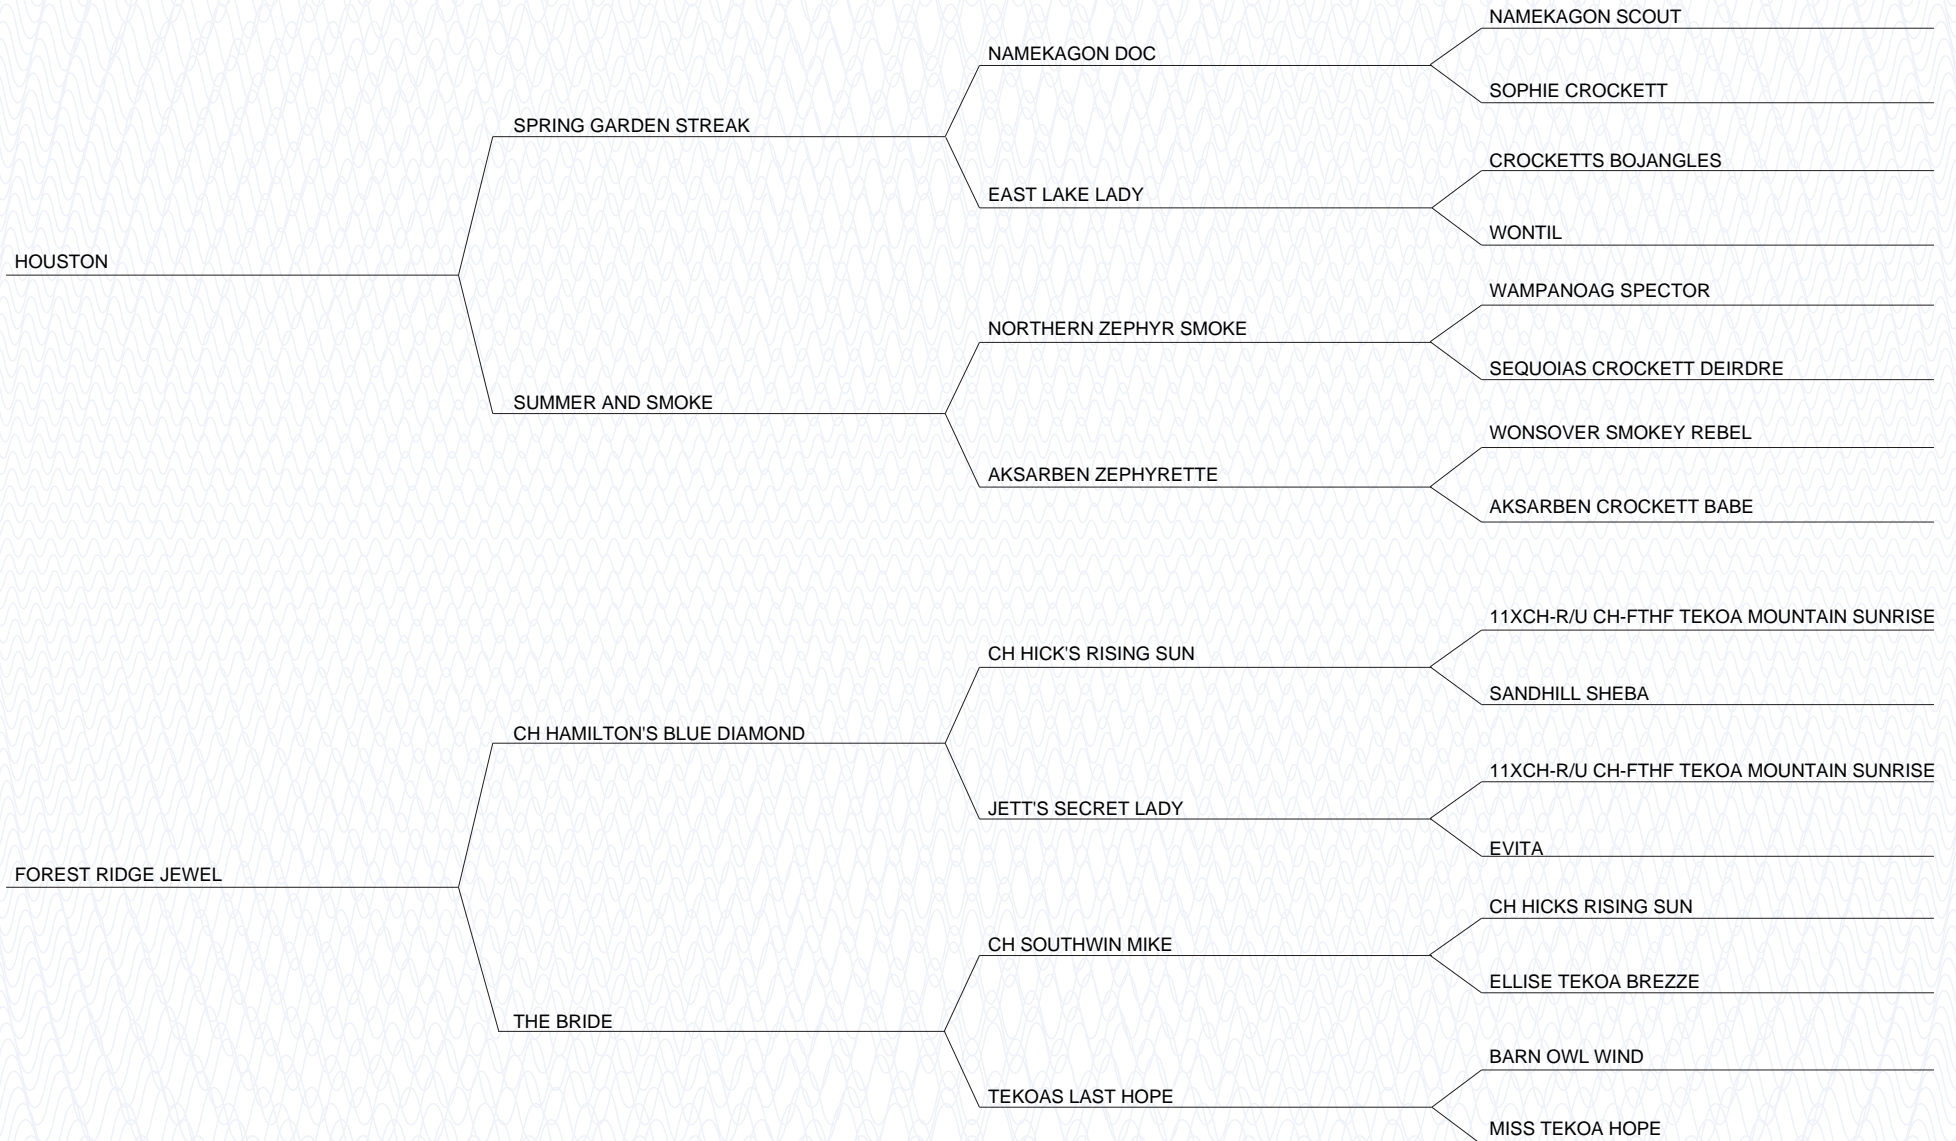 NAMEKAGON SCOUT
NAMEKAGON DOC
SOPHIE CROCKETT
SPRING GARDEN STREAK
CROCKETTS BOJANGLES
EAST LAKE LADY
WONTIL
HOUSTON
WAMPANOAG SPECTOR
NORTHERN ZEPHYR SMOKE
SEQUOIAS CROCKETT DEIRDRE
SUMMER AND SMOKE
WONSOVER SMOKEY REBEL
AKSARBEN ZEPHYRETTE
AKSARBEN CROCKETT BABE
11XCH-R/U CH-FTHF TEKOA MOUNTAIN SUNRISE
CH HICK'S RISING SUN
SANDHILL SHEBA
CH HAMILTON'S BLUE DIAMOND
11XCH-R/U CH-FTHF TEKOA MOUNTAIN SUNRISE
JETT'S SECRET LADY
EVITA
FOREST RIDGE JEWEL
CH HICKS RISING SUN
CH SOUTHWIN MIKE
ELLISE TEKOA BREZZE
THE BRIDE
BARN OWL WIND
TEKOAS LAST HOPE
MISS TEKOA HOPE